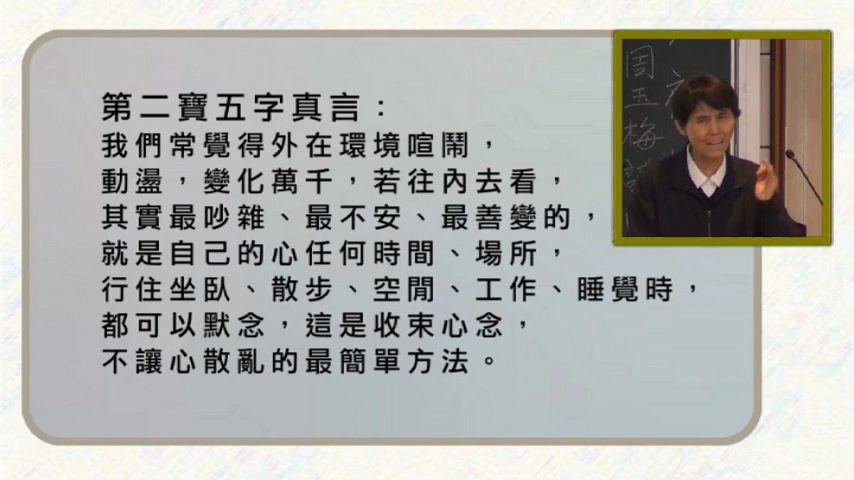 第二寶五字真言：
我們常覺得外在環境喧鬧，
動盪，變化萬千，若往內去看，
其實最吵雜、最不安、最善變的，
就是自己的心任何時間、場所，
行住坐臥、散步、空閒、工作、睡覺時，
都可以默念，這是收束心念，
不讓心散亂的最簡單方法。
周玉梅